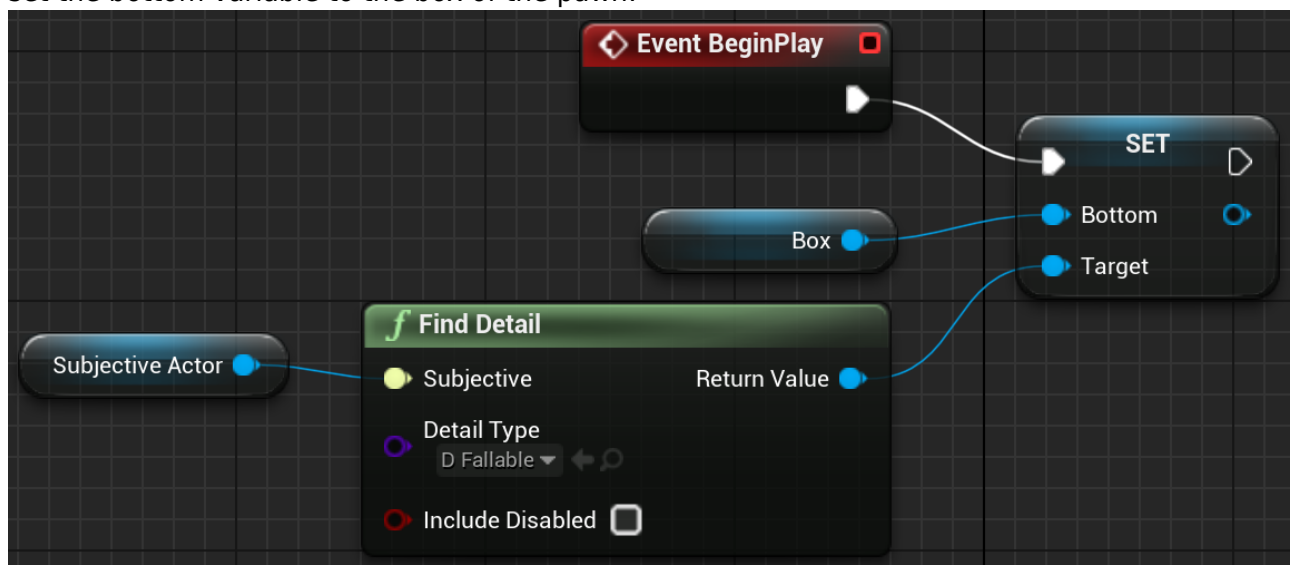 set the bottom variable to the box of the pawn.
Event BeginPlay
SET
Box
Bottom
Target
Find Detail
Subjective Actor
Subjective
Return Value
Detail Type
D Fallable
Include Disabled